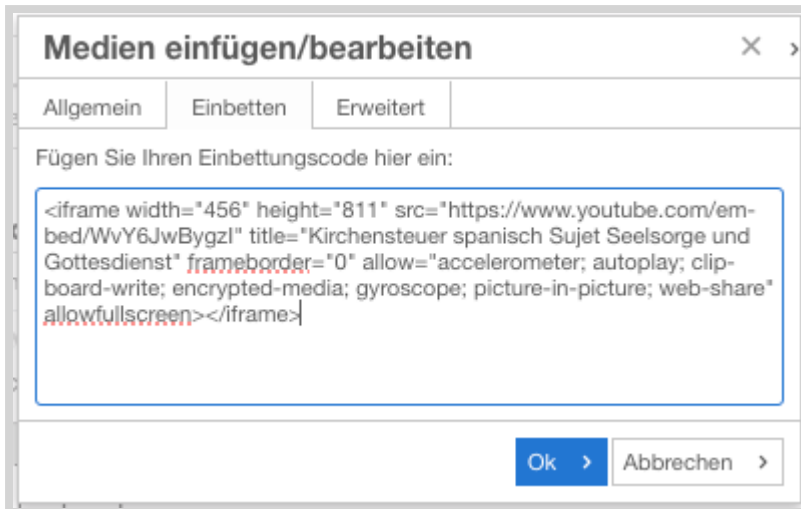 Medien einfügen/bearbeiten
Allgemein Einbetten Erweitert
Fügen Sie Ihren Einbettungscode hier ein:
<iframe width="456" height="811" src="https://www.youtube.com/em-
bed/WvY6JwBygzI" title="Kirchensteuer spanisch Sujet Seelsorge und
Gottesdienst" frameborder="0" allow="accelerometer; autoplay; clip-
board-write; encrypted-media; gyroscope; picture-in-picture; web-share"
allowfullscreen></iframe>
Ok Abbrechen